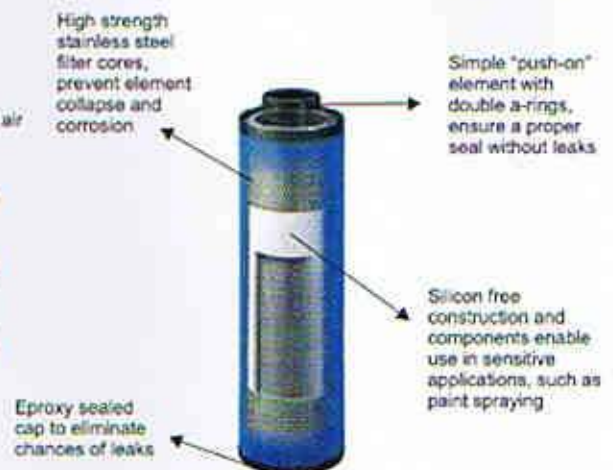 High strength
stainless steel
filter cores,
prevent element
collapse and
corrosion
air
Simple "push-on"
element with
double a-rings,
ensure a proper
seal without leaks
Silicon free
construction and
components enable
use in sensitive
applications, such as
paint spraying
Eproxy sealed
cap to eliminate
chances of leaks